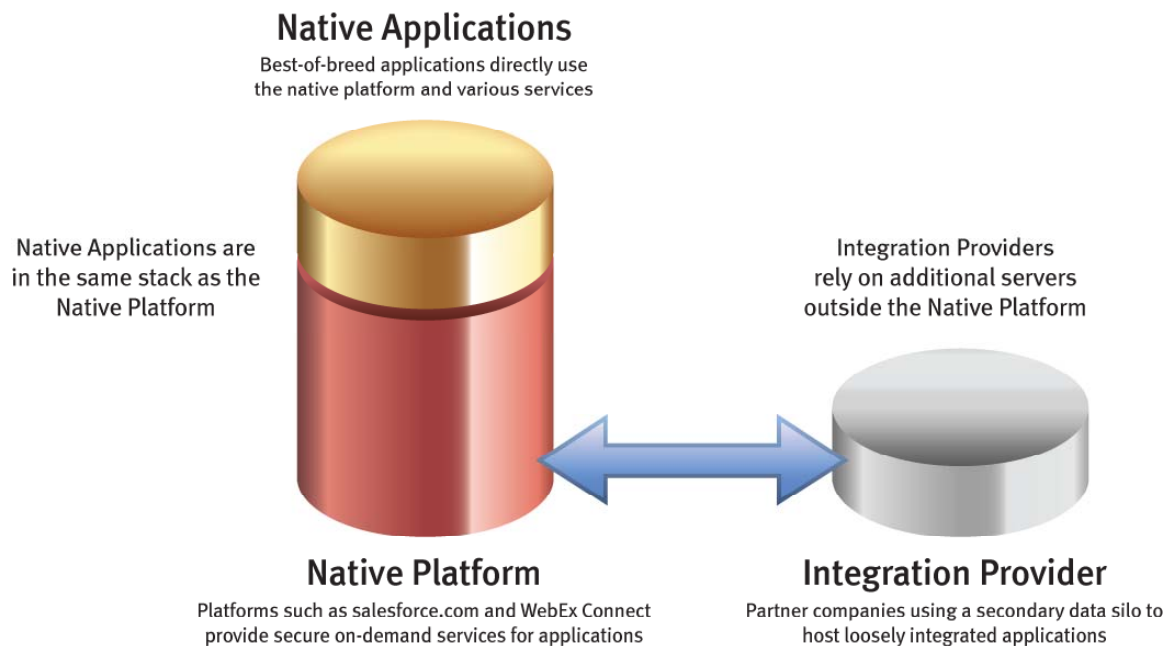 Native Applications
Best-of-breed applications directly use
the native platform and various services
Native Applications are
in the same stack as the
Native Platform
Integration Providers
rely on additional servers
outside the Native Platform
Native Platform
Platforms such as salesforce.com and WebEx Connect
provide secure on-demand services for applications
Integration Provider
Partner companies using a secondary data silo to
host loosely integrated applications